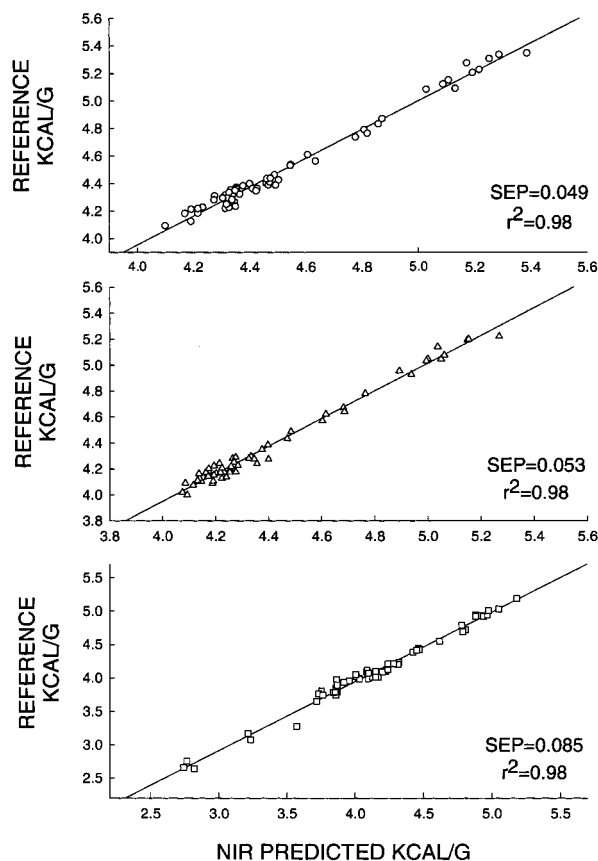 5.6
5.4
5.2
5.0
4.8
4.6
4.4
4.2
4.0
REFERENCE
KCAL/G
SEP=0.049
r²=0.98
4.0 4.2 4.4 4.6 4.8 5.0 5.2 5.4 5.6
5.6
5.4
5.2
5.0
4.8
4.6
4.4
4.2
4.0
3.8
REFERENCE
KCAL/G
SEP=0.053
r²=0.98
3.8 4.0 4.2 4.4 4.6 4.8 5.0 5.2 5.4 5.6
5.5
5.0
4.5
4.0
3.5
3.0
2.5
REFERENCE
KCAL/G
SEP=0.085
r²=0.98
2.5 3.0 3.5 4.0 4.5 5.0 5.5
NIR PREDICTED KCAL/G